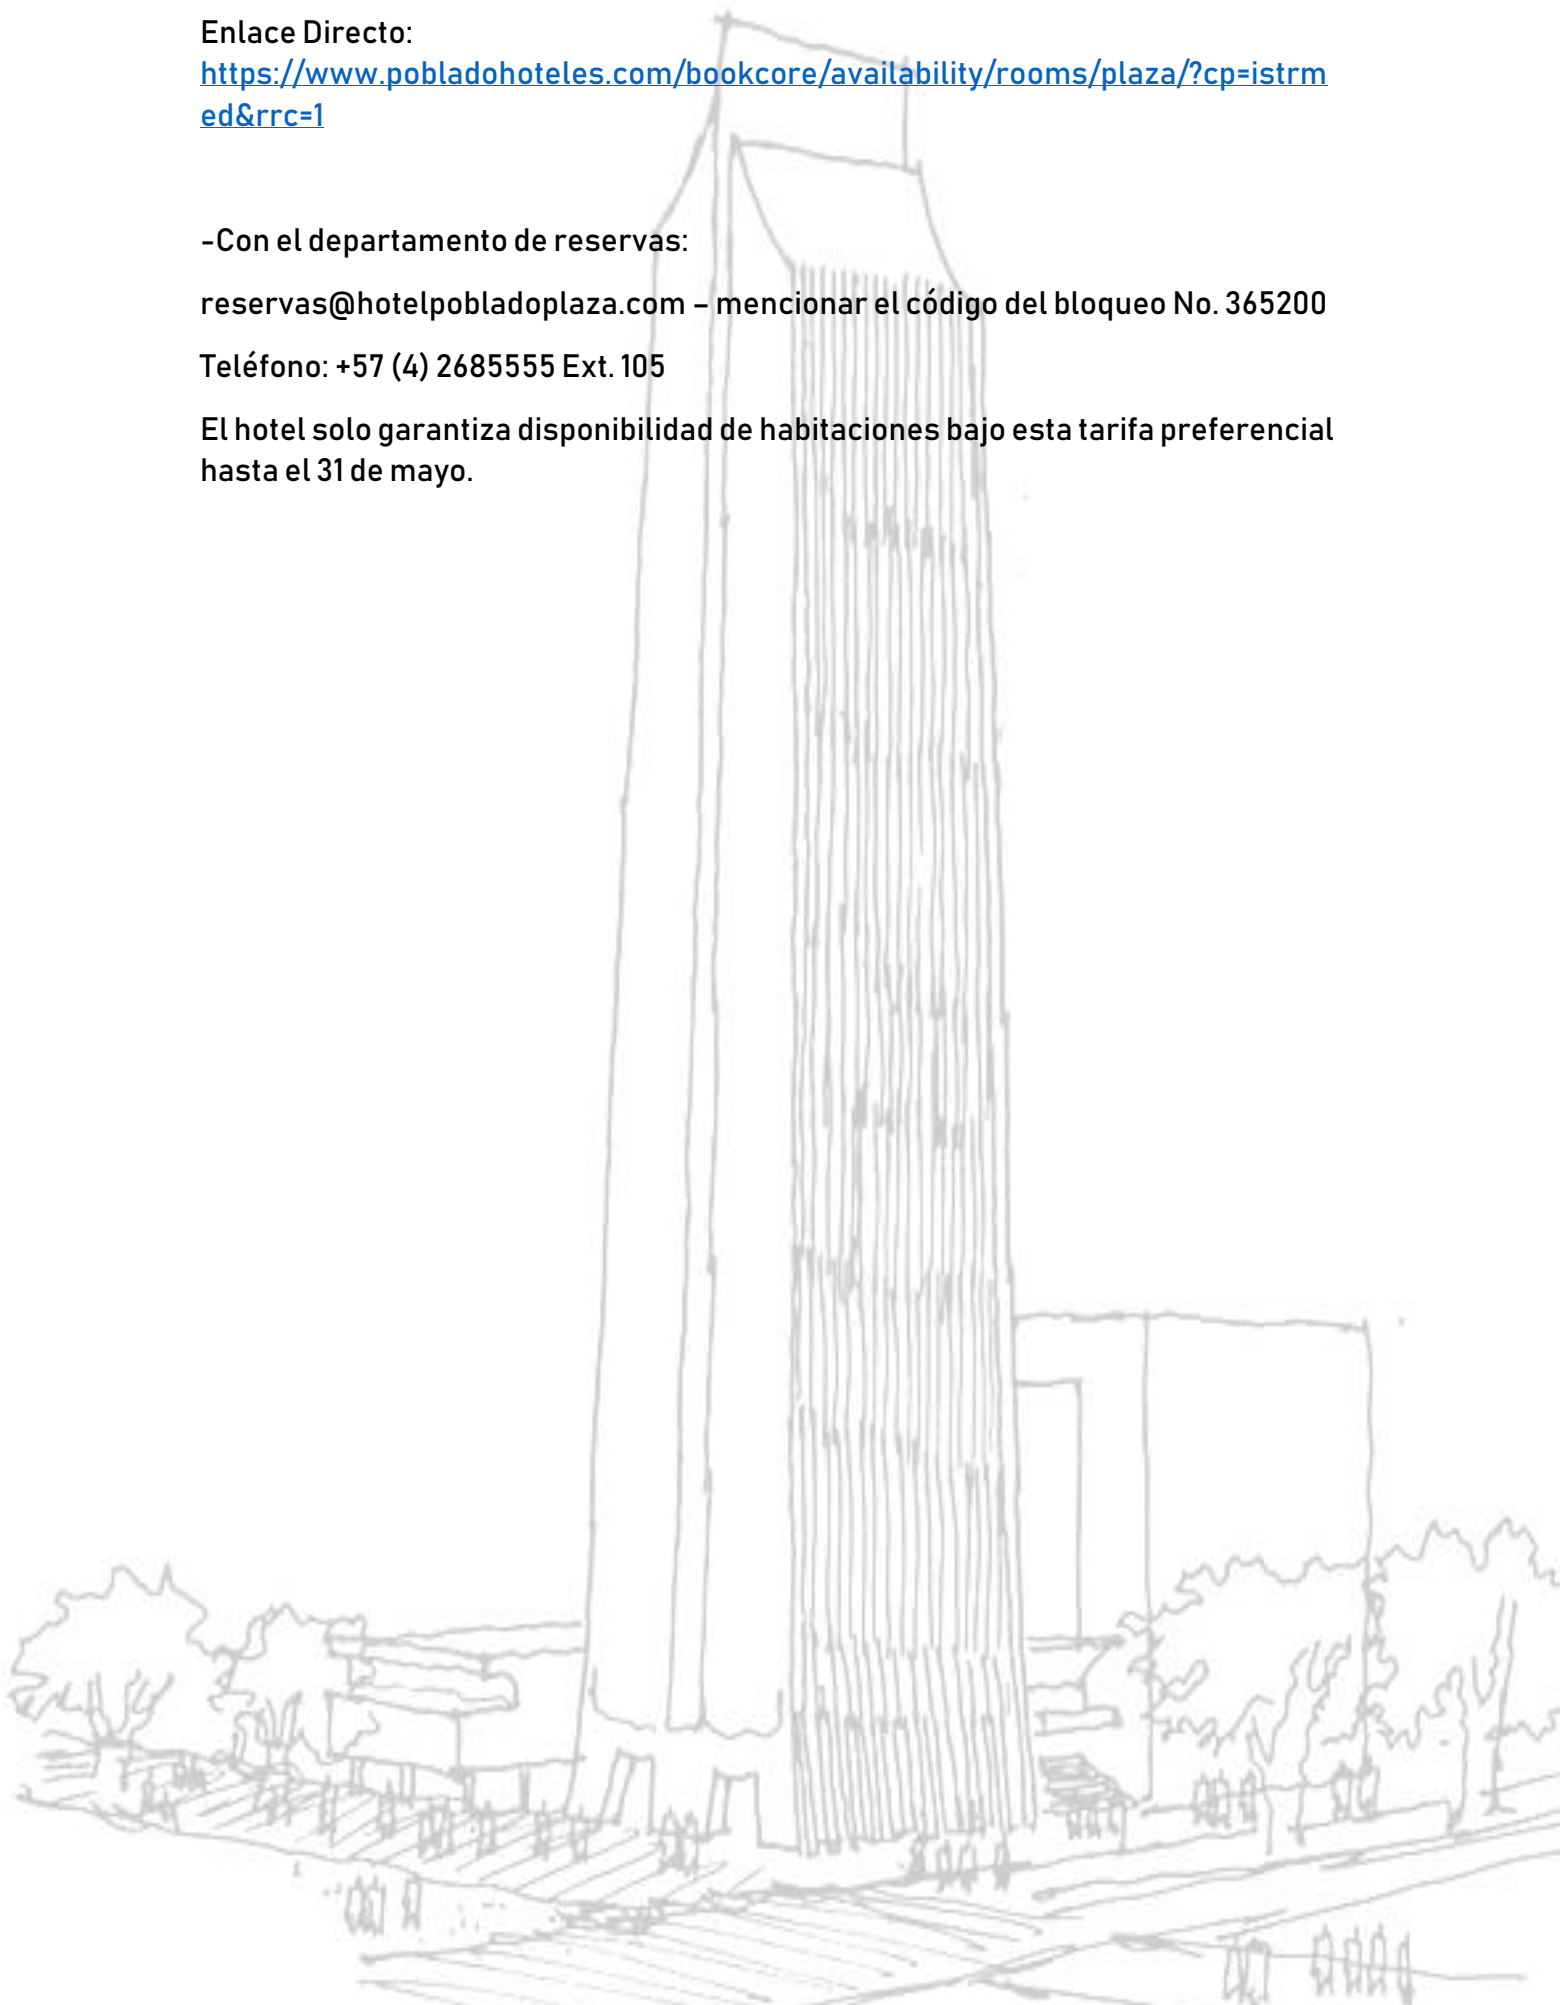 Enlace Directo:
https://www.pobladohoteles.com/bookcore/availability/rooms/plaza/?cp=istrm
ed&rrc=1
-Con el departamento de reservas:
reservas@hotelpobladoplaza.com – mencionar el código del bloqueo No. 365200
Teléfono: +57 (4) 2685555 Ext. 105
El hotel solo garantiza disponibilidad de habitaciones bajo esta tarifa preferencial
hasta el 31 de mayo.